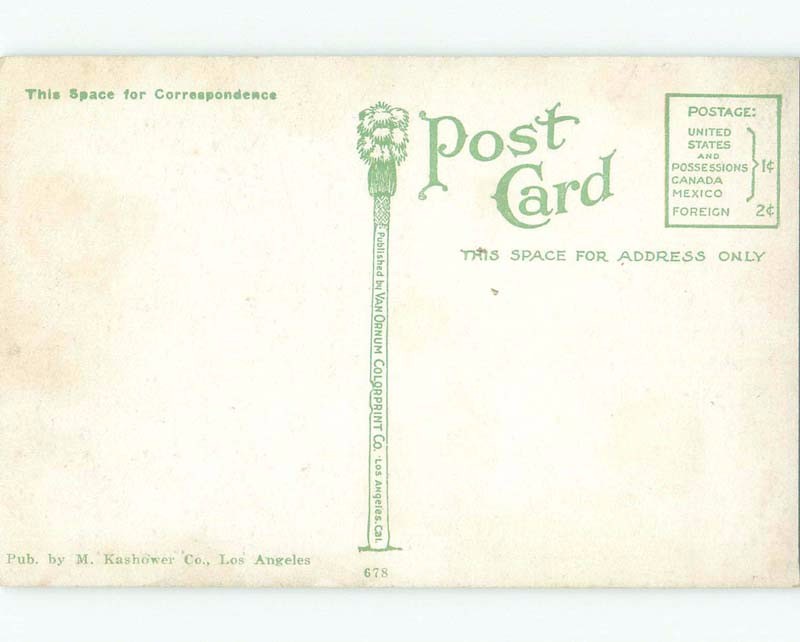 This Space for Correspondence
Post
Card
POSTAGE:
UNITED
STATES
AND
POSSESSIONS 1¢
CANADA
MEXICO
FOREIGN 2¢
THIS SPACE FOR ADDRESS ONLY
Published by VAN ORNUM COLORPRINT CO. LOS ANGELES, Cal.
Pub. by M. Kashower Co., Los Angeles
678